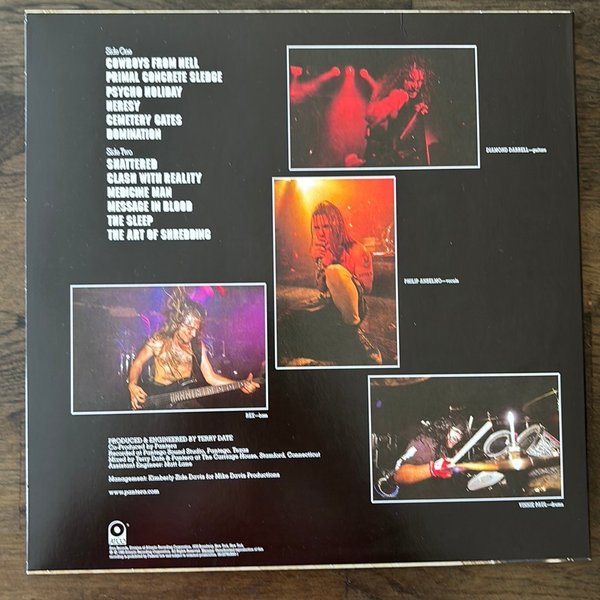 Side One
COWBOYS FROM HELL
PRIMAL CONCRETE SLEDGE
PSYCHO HOLIDAY
HERESY
CEMETERY GATES
DOMINATION
Side Two
SHATTERED
CLASH WITH REALITY
MEDICINE MAN
MESSAGE IN BLOOD
THE SLEEP
THE ART OF SHREDDING
DIAMOND DARRELL—guitars
PHILIP ANSELMO—vocals
REX—bass
VINNIE PAUL—drums
PRODUCED & ENGINEERED BY TERRY DATE
Co-Produced by Pantera
Recorded at Pantego Sound Studio, Pantego, Texas
Mixed by Terry Date & Pantera at The Carriage House, Stamford, Connecticut
Assistant Engineer: Matt Lane
Management: Kimberly Zide Davis for Mike Davis Productions
www.pantera.com
ATCO